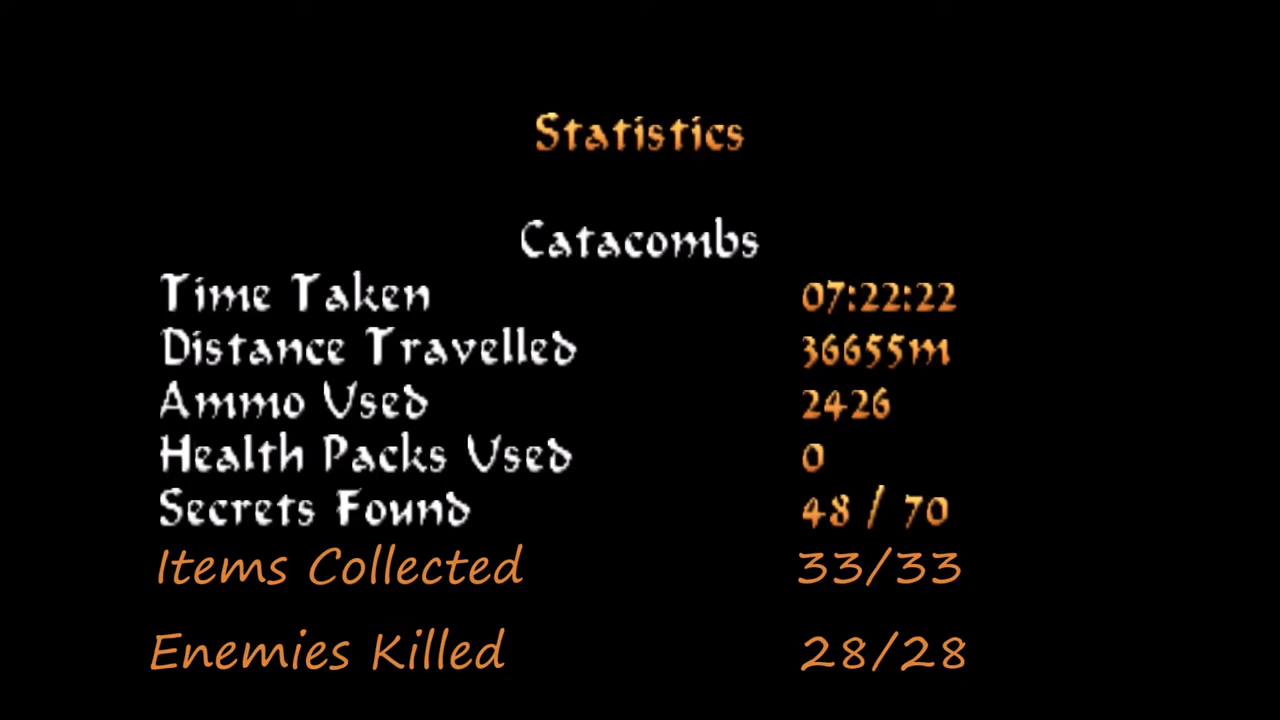 Statistics
Catacombs
Time Taken 07:22:22
Distance Travelled 36655m
Ammo Used 2426
Health Packs Used 0
Secrets Found 48 / 70
Items Collected 33/33
Enemies Killed 28/28